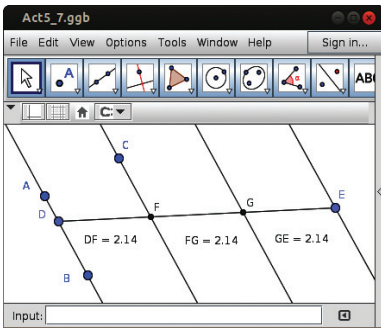 Act5_7.ggb
File Edit View Options Tools Window Help Sign in...
A α ABC
C
A
D F G E
DF = 2.14 FG = 2.14 GE = 2.14
B
Input: